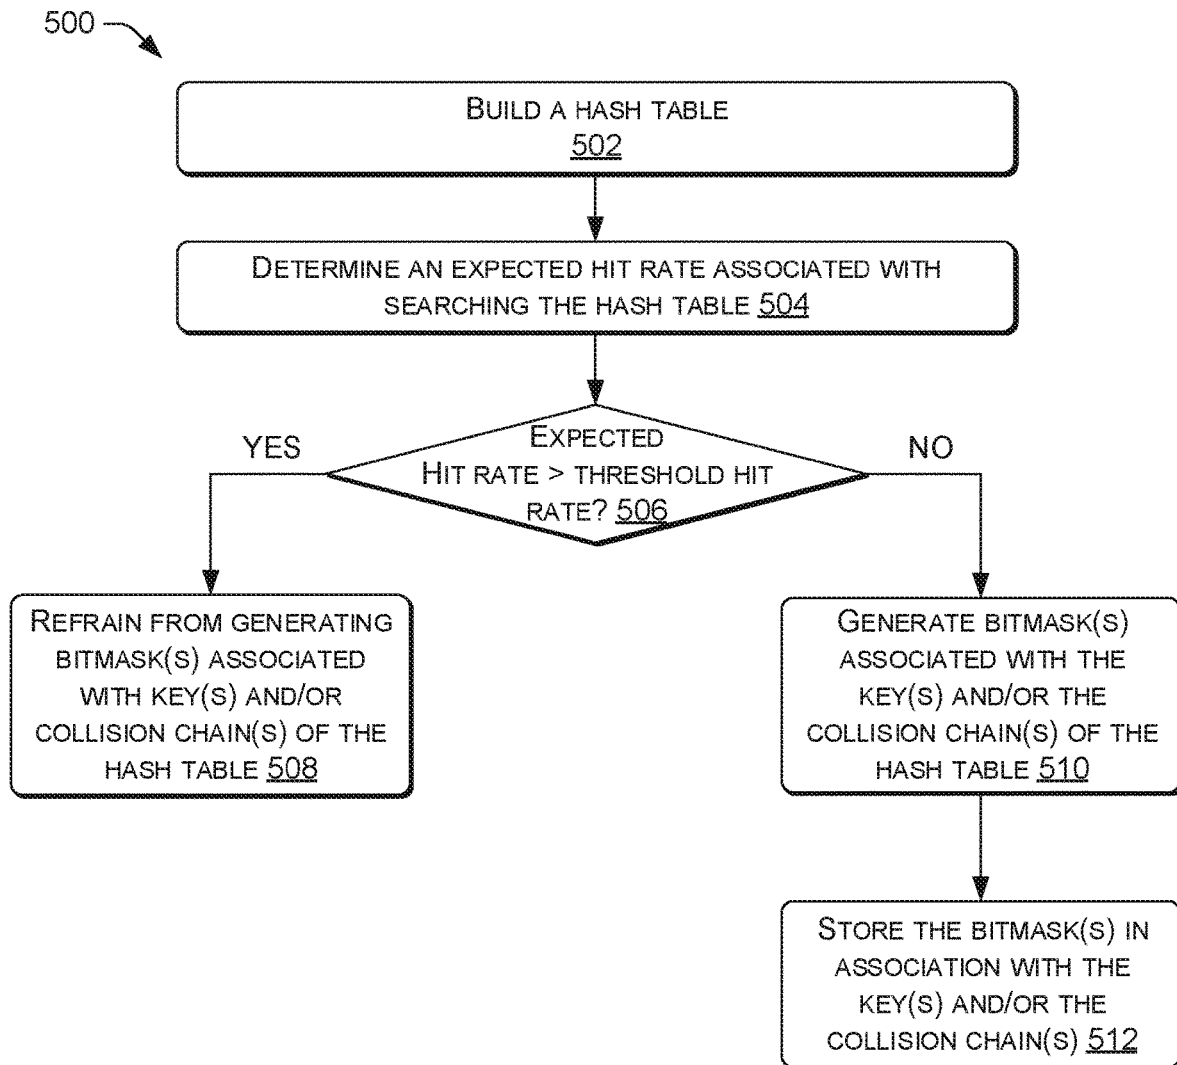 500
BUILD A HASH TABLE
502
DETERMINE AN EXPECTED HIT RATE ASSOCIATED WITH
SEARCHING THE HASH TABLE 504
EXPECTED
HIT RATE > THRESHOLD HIT
RATE? 506
YES
NO
REFRAIN FROM GENERATING
BITMASK(S) ASSOCIATED
WITH KEY(S) AND/OR
COLLISION CHAIN(S) OF THE
HASH TABLE 508
GENERATE BITMASK(S)
ASSOCIATED WITH THE
KEY(S) AND/OR THE
COLLISION CHAIN(S) OF THE
HASH TABLE 510
STORE THE BITMASK(S) IN
ASSOCIATION WITH THE
KEY(S) AND/OR THE
COLLISION CHAIN(S) 512